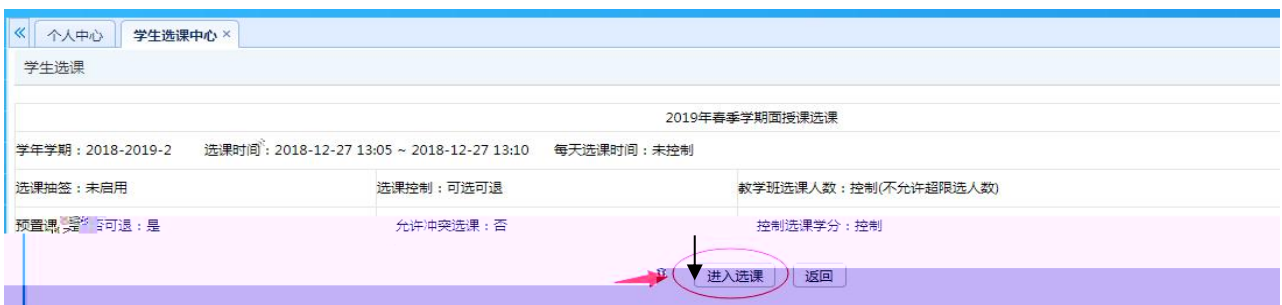 个人中心 学生选课中心 ×
学生选课
2019年春季学期面授课选课
学年学期：2018-2019-2 选课时间：2018-12-27 13:05 ~ 2018-12-27 13:10 每天选课时间：未控制
选课抽签：未启用 选课控制：可选可退 教学班选课人数：控制(不允许超限选人数)
预置课 是否可退：是 允许冲突选课：否 控制选课学分：控制
进入选课 返回